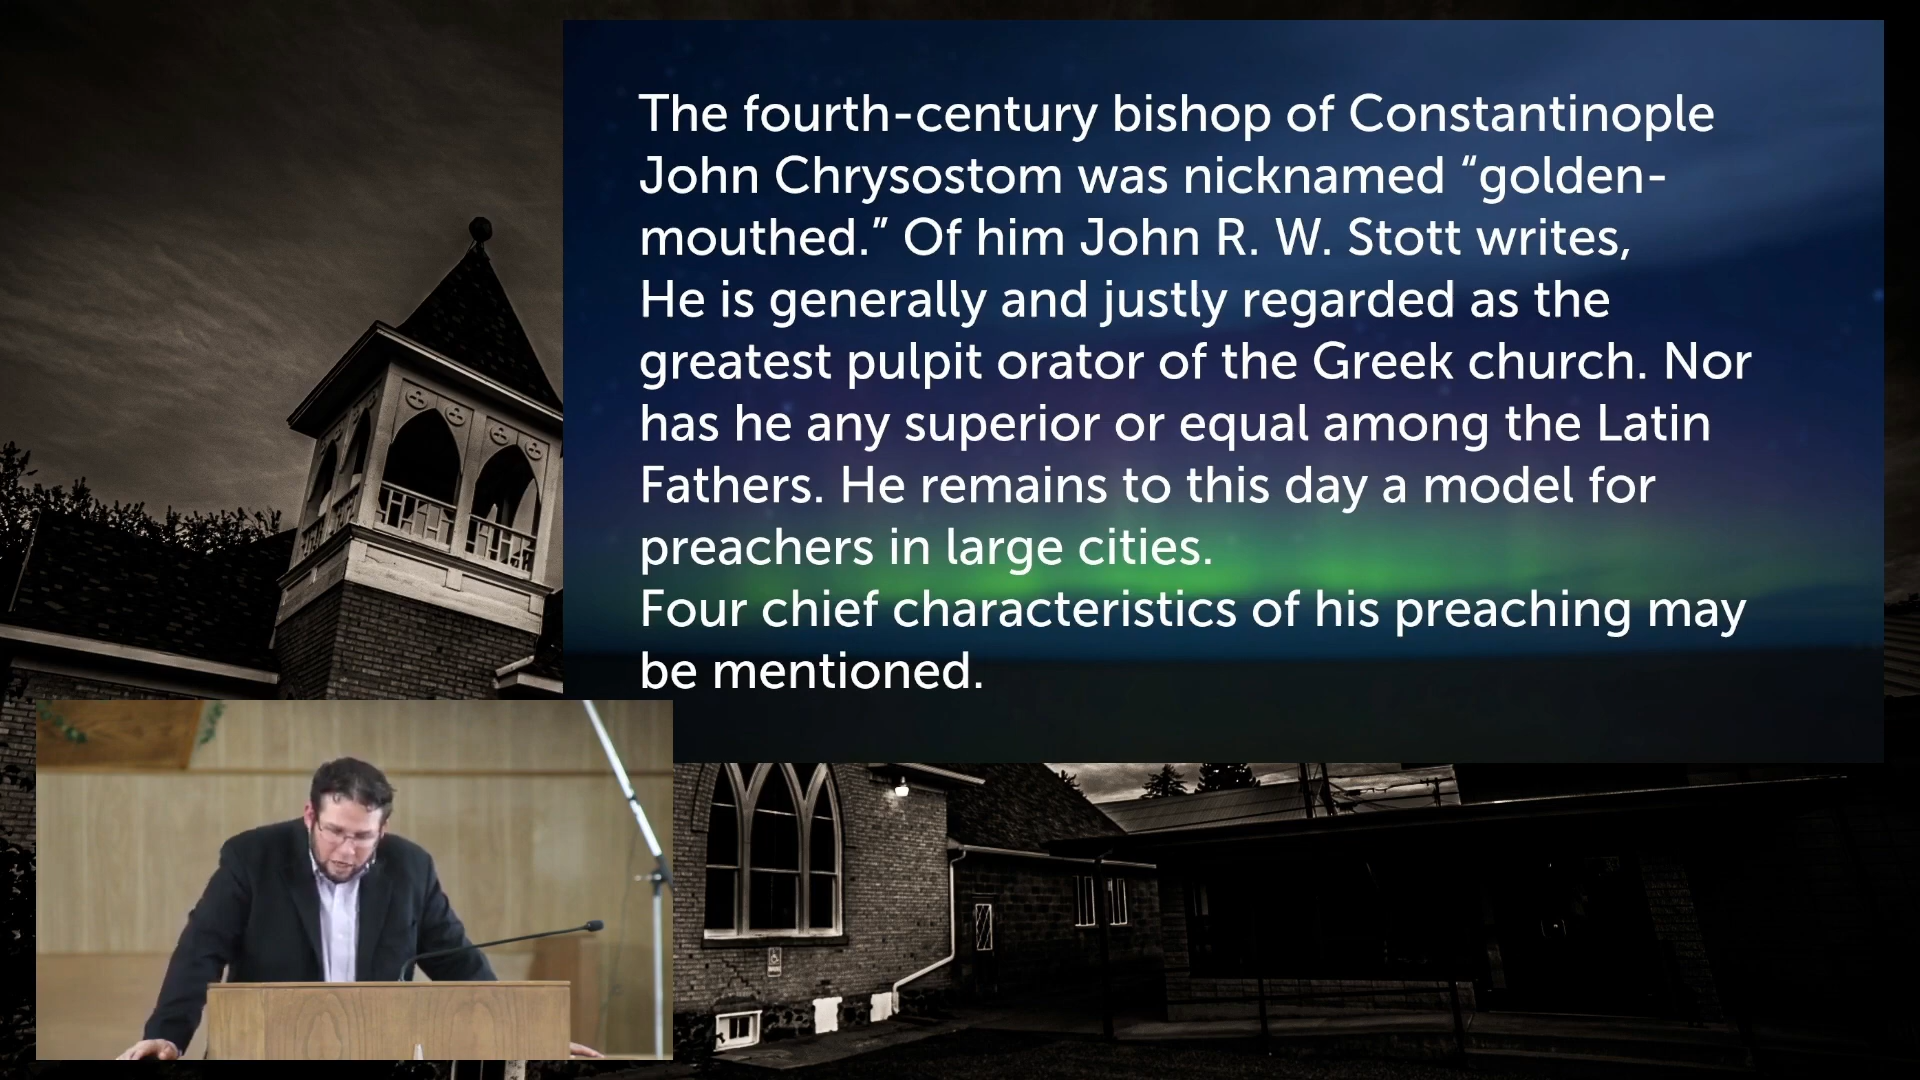 The fourth-century bishop of Constantinople
John Chrysostom was nicknamed “golden-
mouthed.” Of him John R. W. Stott writes,
He is generally and justly regarded as the
greatest pulpit orator of the Greek church. Nor
has he any superior or equal among the Latin
Fathers. He remains to this day a model for
preachers in large cities.
Four chief characteristics of his preaching may
be mentioned.